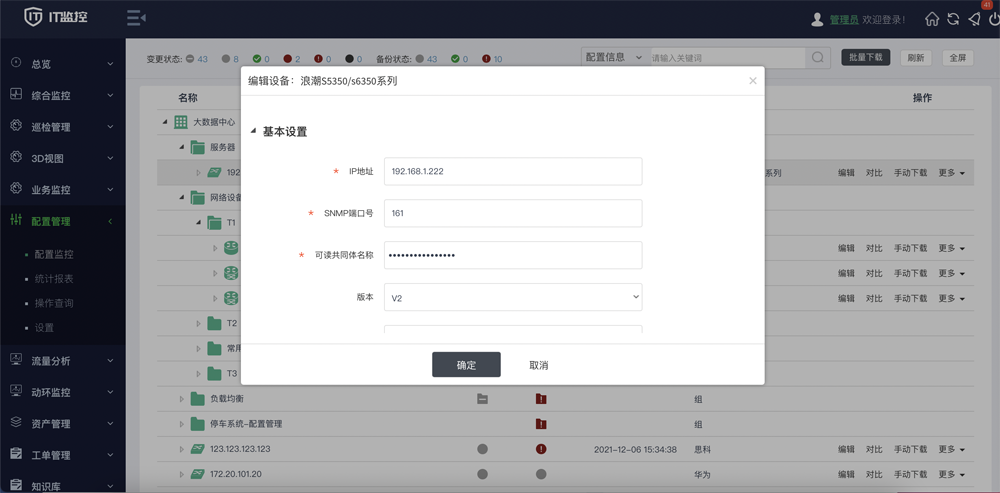 IT监控
管理员 欢迎登录！
41
总览
综合监控
巡检管理
3D视图
业务监控
配置管理
配置监控
统计报表
操作查询
设置
流量分析
动环监控
资产管理
工单管理
知识库
变更状态: 43 8 0 2 0 0 备份状态: 43 0 10
配置信息 请输入关键词 批量下载 刷新 全屏
名称 操作
大数据中心
服务器
192 系列 编辑 对比 手动下载 更多
网络设备
T1
编辑 对比 手动下载 更多
编辑 对比 手动下载 更多
编辑 对比 手动下载 更多
T2
常用
T3
负载均衡 组
停车系统-配置管理 组
123.123.123.123 2021-12-06 15:34:38 思科 编辑 对比 手动下载 更多
172.20.101.20 华为 编辑 对比 手动下载 更多
编辑设备：浪潮S5350/s6350系列 ×
基本设置
* IP地址 192.168.1.222
* SNMP端口号 161
* 可读共同体名称 ••••••••••••••••
版本 V2
确定 取消